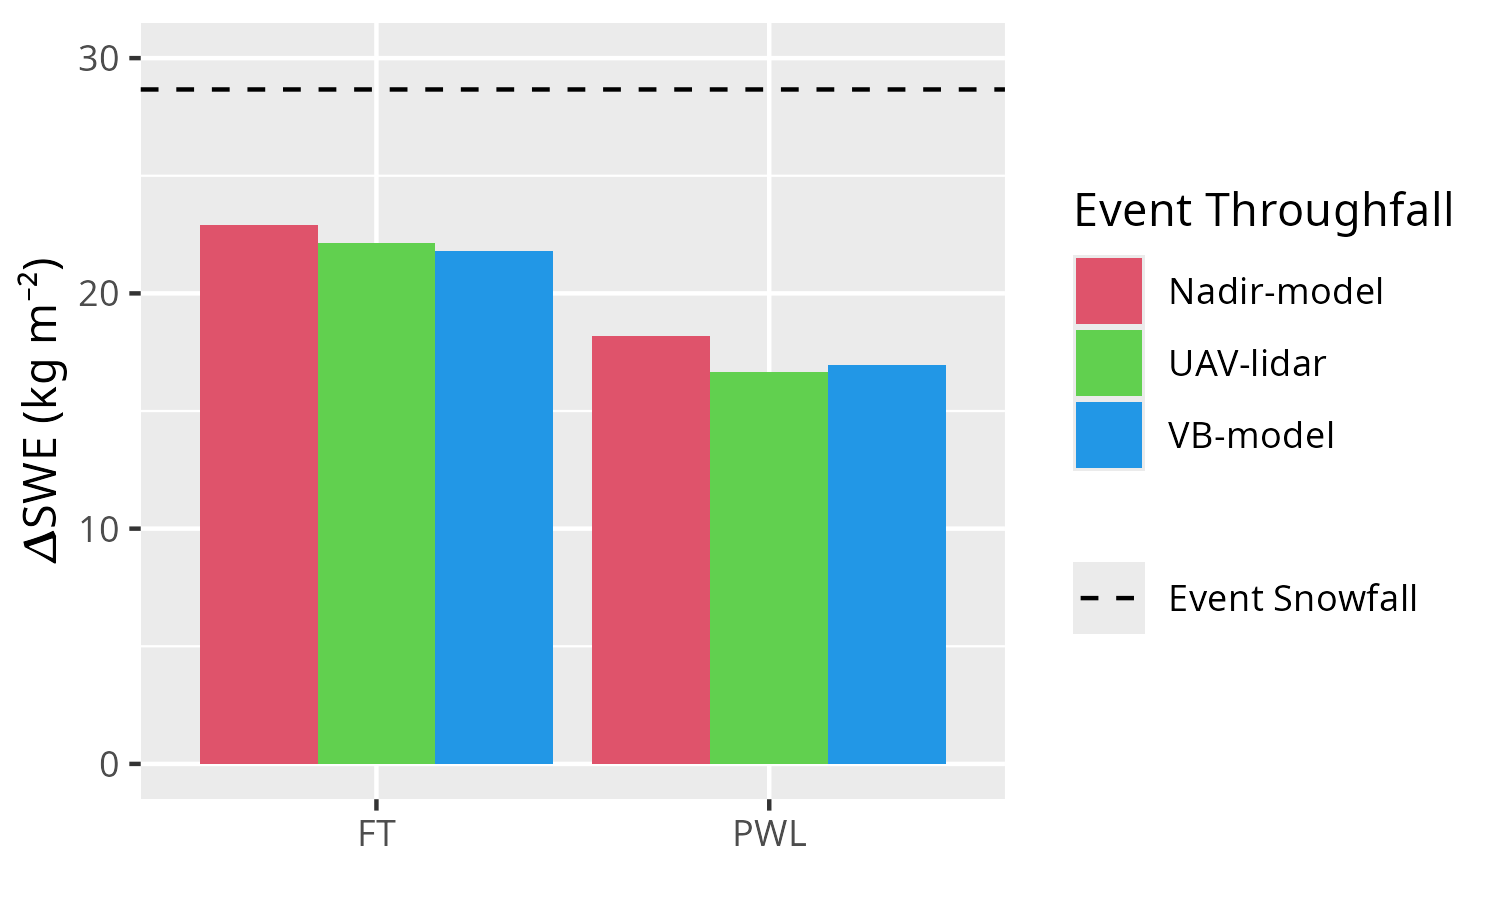 30
20
10
0
ΔSWE (kg m⁻²)
FT
PWL
Event Throughfall
Nadir-model
UAV-lidar
VB-model
Event Snowfall